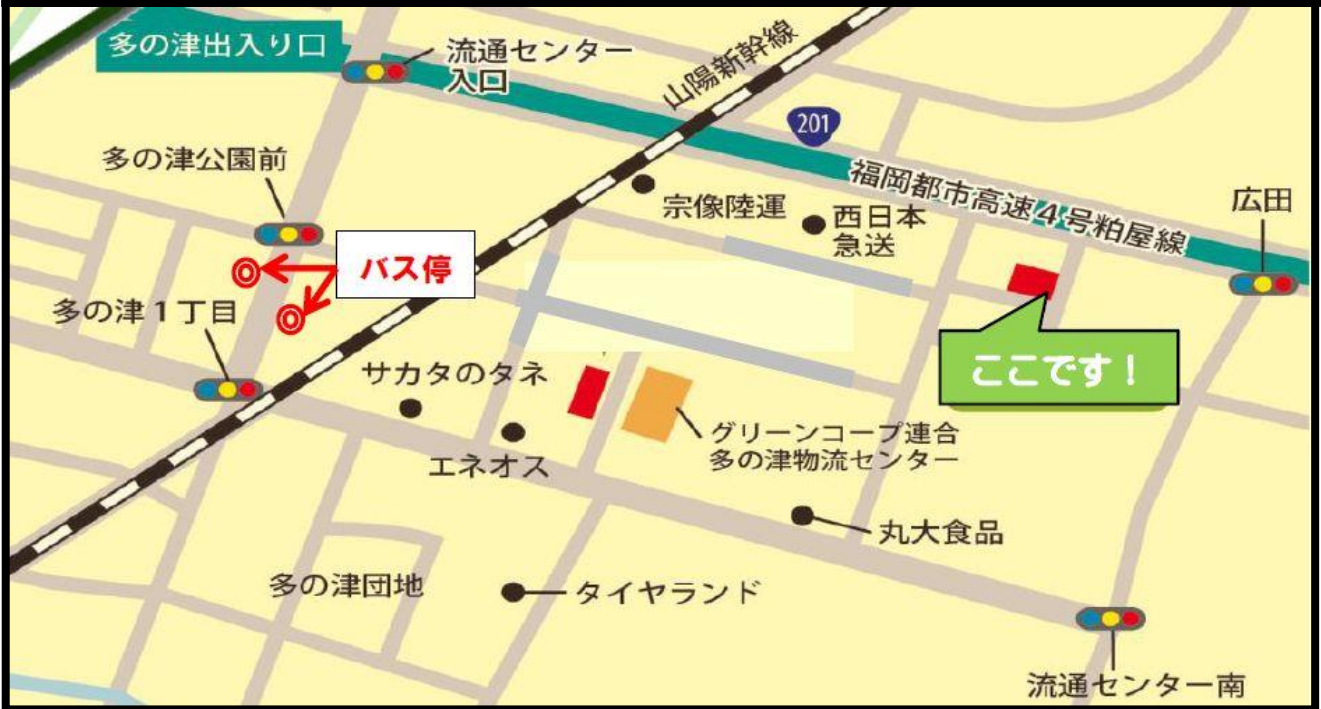 多の津出入り口
流通センター
入口
山陽新幹線
201
多の津公園前
宗像陸運
福岡都市高速4号粕屋線
西日本
急送
広田
バス停
多の津1丁目
ここです!
サカタのタネ
グリーンコープ連合
多の津物流センター
エネオス
丸大食品
多の津団地
タイヤランド
流通センター南